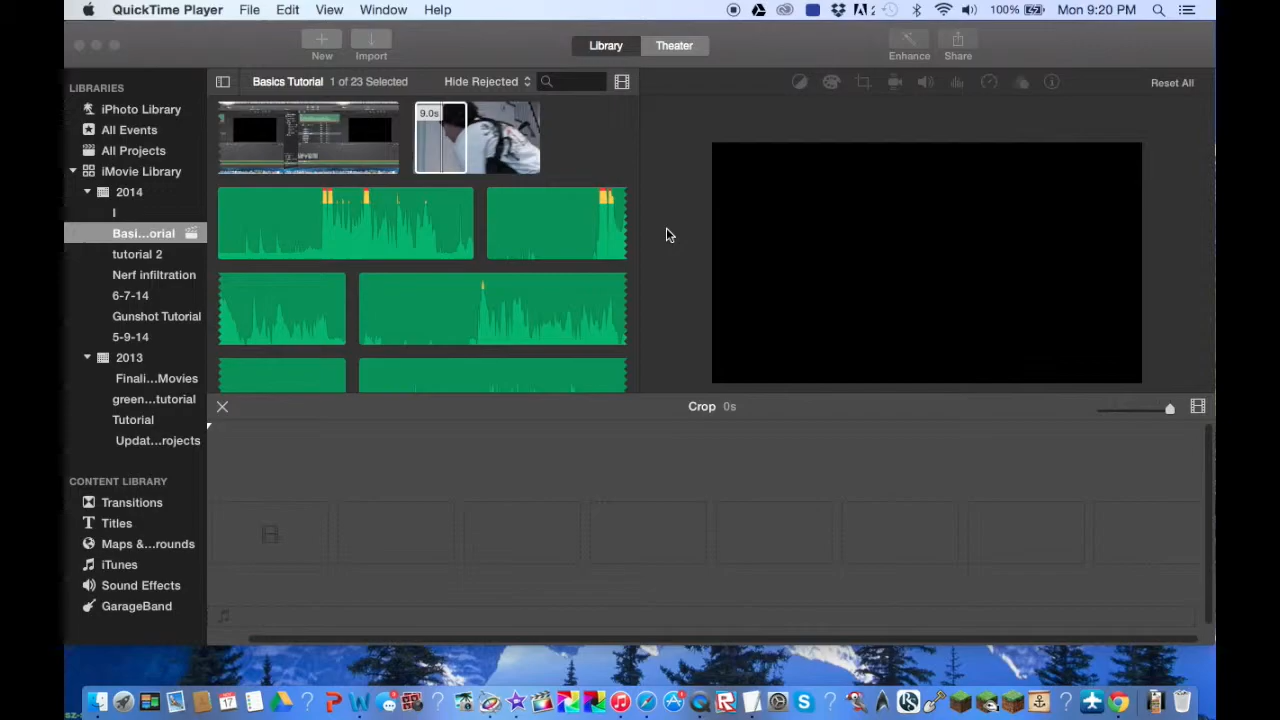 QuickTime Player File Edit View Window Help 100% Mon 9:20 PM
New Import Library Theater Enhance Share
LIBRARIES
Basics Tutorial 1 of 23 Selected Hide Rejected Reset All
iPhoto Library
9.0s
All Events
All Projects
iMovie Library
2014
I
Basi...orial
tutorial 2
Nerf infiltration
6-7-14
Gunshot Tutorial
5-9-14
2013
Finali...Movies
green...tutorial
Tutorial
Updat...rojects
Crop 0s
CONTENT LIBRARY
Transitions
Titles
Maps &...rounds
iTunes
Sound Effects
GarageBand